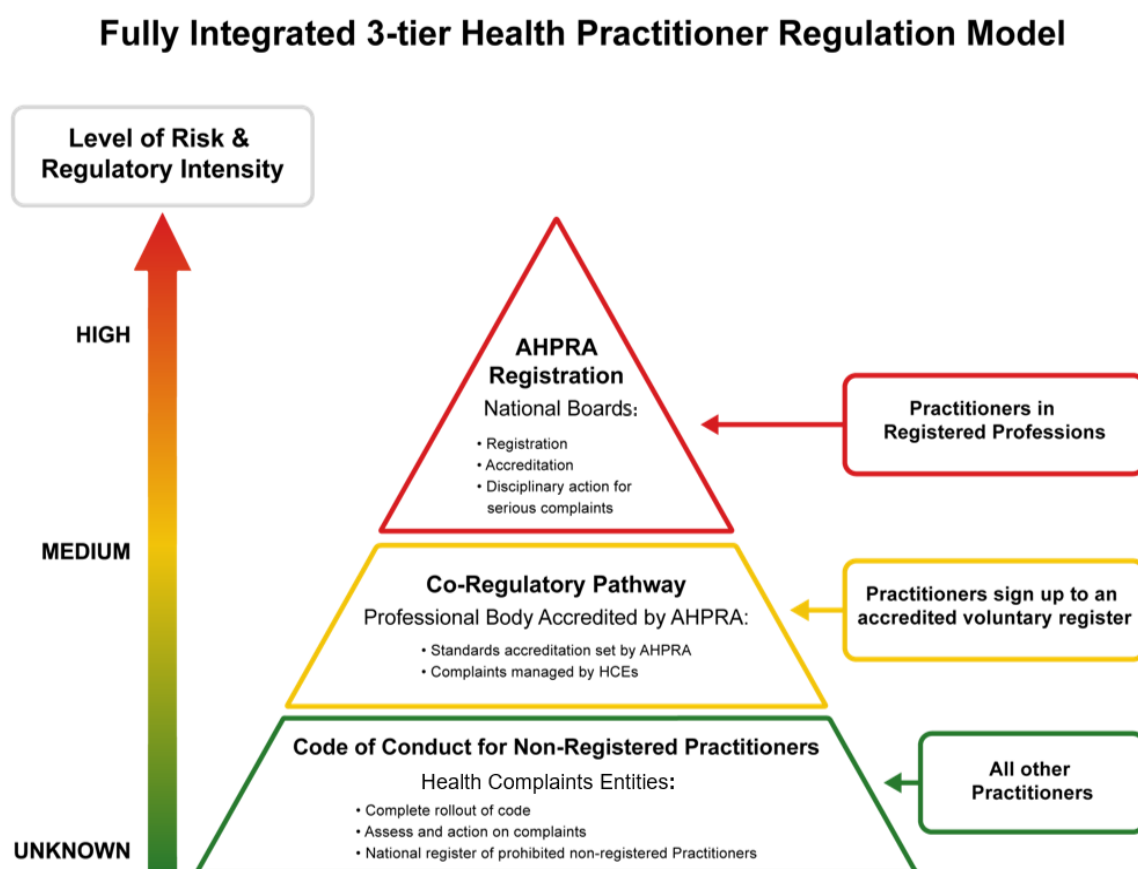 Fully Integrated 3-tier Health Practitioner Regulation Model
Level of Risk &
Regulatory Intensity
HIGH
MEDIUM
UNKNOWN
AHPRA
Registration
National Boards:
• Registration
• Accreditation
• Disciplinary action for
serious complaints
Practitioners in
Registered Professions
Co-Regulatory Pathway
Professional Body Accredited by AHPRA:
• Standards accreditation set by AHPRA
• Complaints managed by HCEs
Practitioners sign up to an
accredited voluntary register
Code of Conduct for Non-Registered Practitioners
Health Complaints Entities:
• Complete rollout of code
• Assess and action on complaints
• National register of prohibited non-registered Practitioners
All other
Practitioners